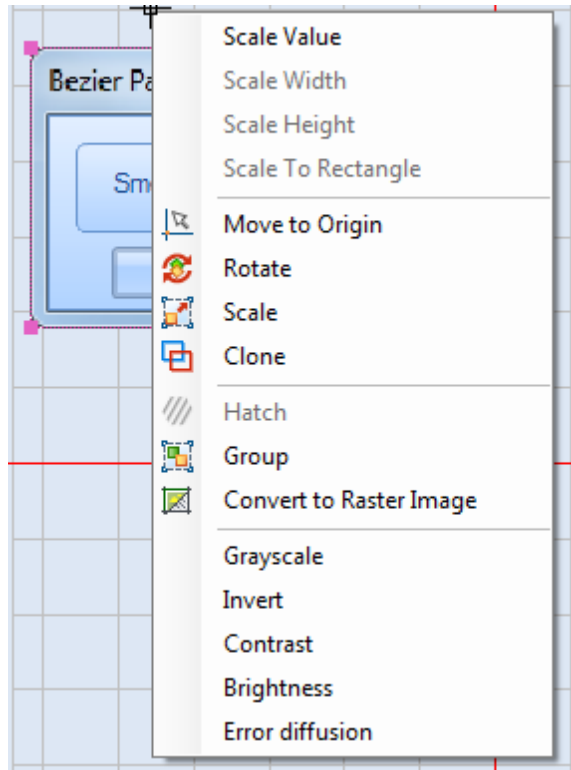 Bezier Pa
Smo
Scale Value
Scale Width
Scale Height
Scale To Rectangle
Move to Origin
Rotate
Scale
Clone
Hatch
Group
Convert to Raster Image
Grayscale
Invert
Contrast
Brightness
Error diffusion